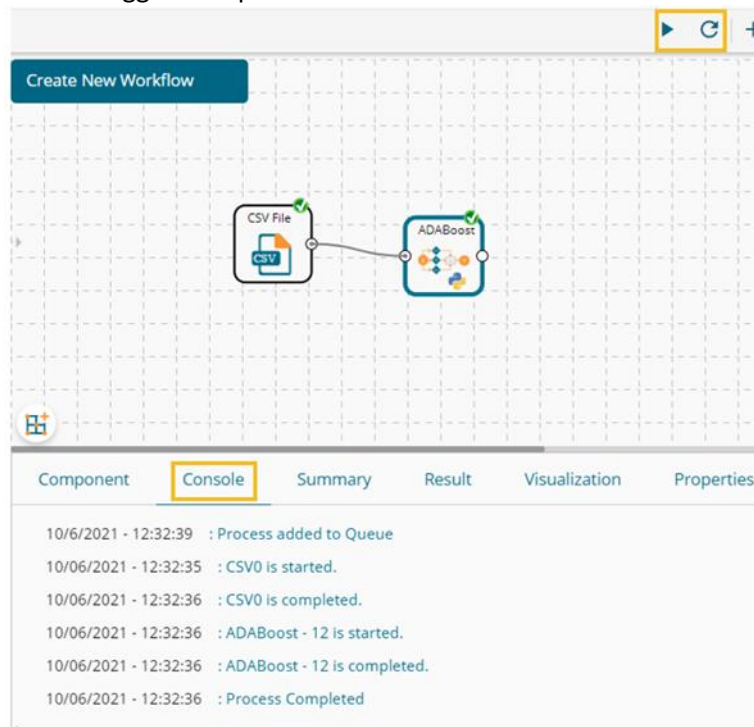 Create New Workflow
CSV File
CSV
ADABoost
Component Console Summary Result Visualization Properties
10/6/2021 - 12:32:39 : Process added to Queue
10/06/2021 - 12:32:35 : CSV0 is started.
10/06/2021 - 12:32:36 : CSV0 is completed.
10/06/2021 - 12:32:36 : ADABoost - 12 is started.
10/06/2021 - 12:32:36 : ADABoost - 12 is completed.
10/06/2021 - 12:32:36 : Process Completed